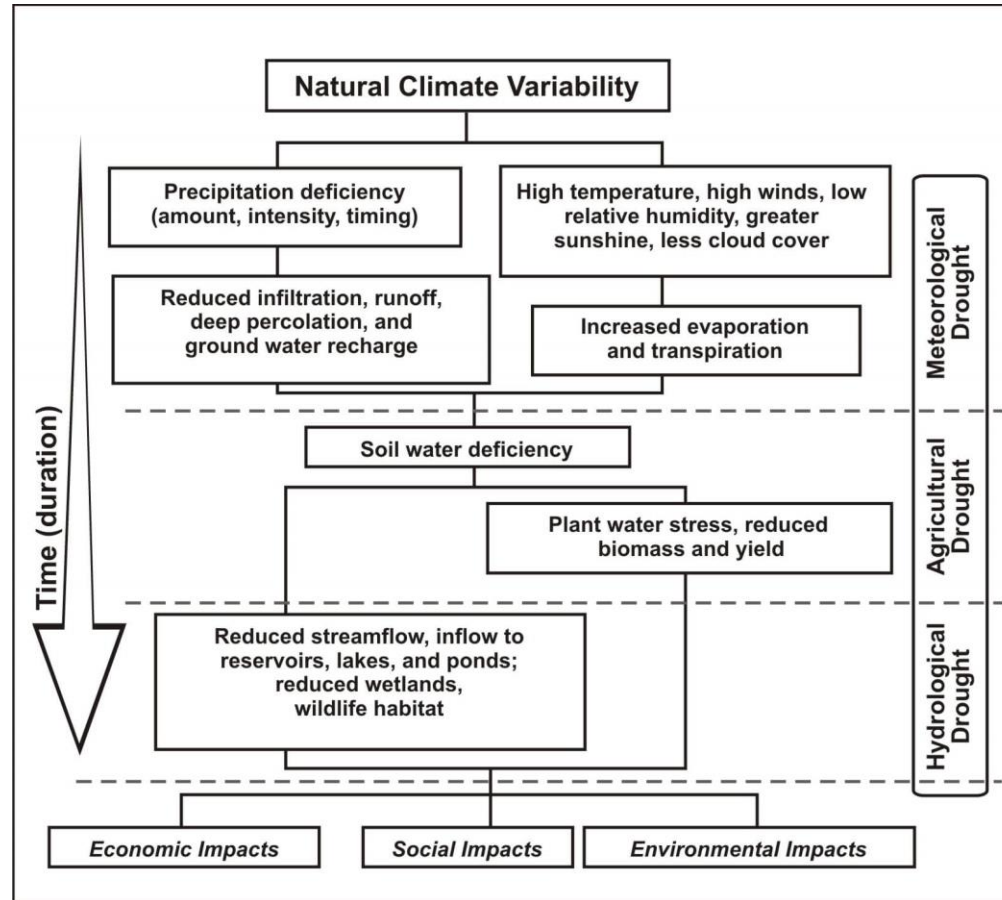 Natural Climate Variability
Precipitation deficiency
(amount, intensity, timing)
High temperature, high winds, low
relative humidity, greater
sunshine, less cloud cover
Reduced infiltration, runoff,
deep percolation, and
ground water recharge
Increased evaporation
and transpiration
Meteorological
Drought
Time (duration)
Soil water deficiency
Plant water stress, reduced
biomass and yield
Agricultural
Drought
Reduced streamflow, inflow to
reservoirs, lakes, and ponds;
reduced wetlands,
wildlife habitat
Hydrological
Drought
Economic Impacts
Social Impacts
Environmental Impacts